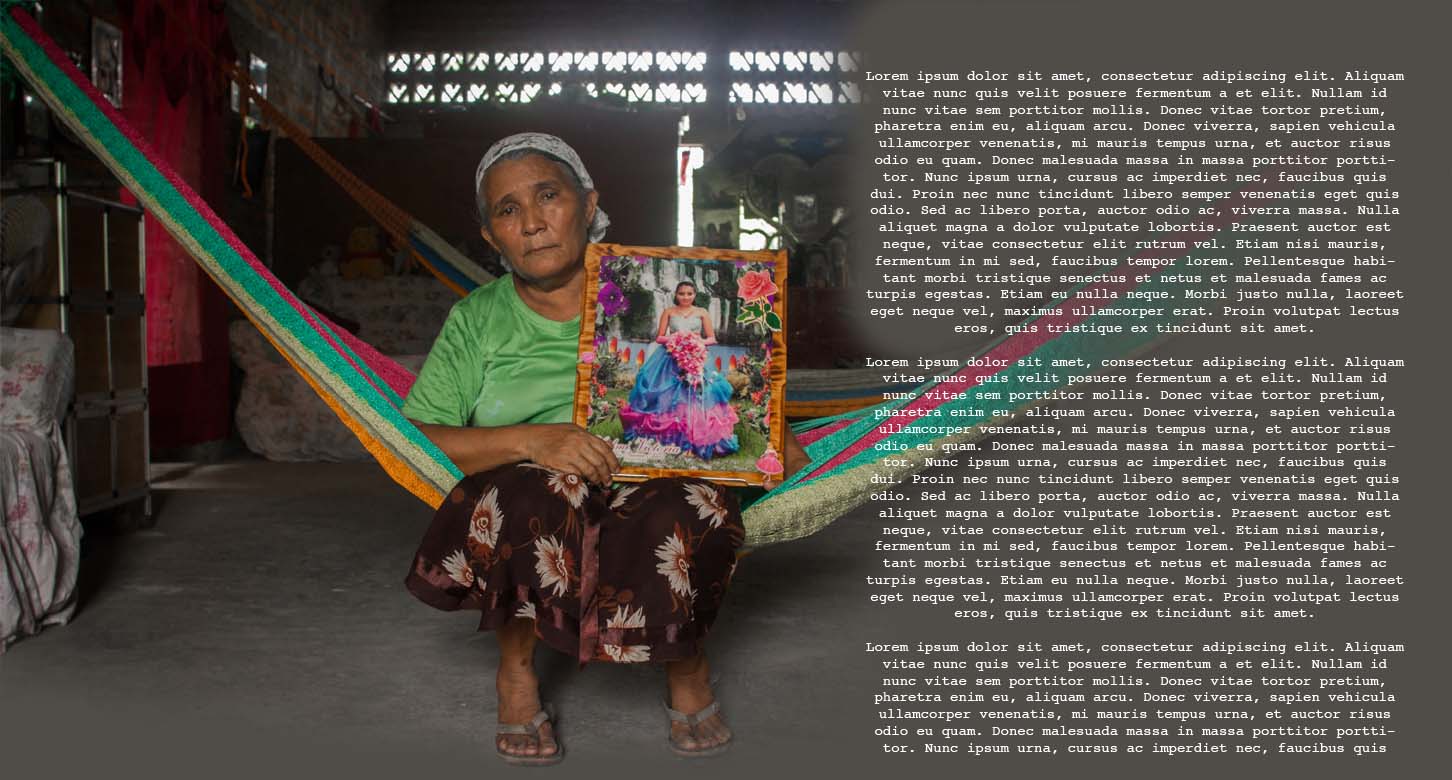 Lorem ipsum dolor sit amet, consectetur adipiscing elit. Aliquam
vitae nunc quis velit posuere fermentum a et elit. Nullam id
nunc vitae sem porttitor mollis. Donec vitae tortor pretium,
pharetra enim eu, aliquam arcu. Donec viverra, sapien vehicula
ullamcorper venenatis, mi mauris tempus urna, et auctor risus
odio eu quam. Donec malesuada massa in massa porttitor portti-
tor. Nunc ipsum urna, cursus ac imperdiet nec, faucibus quis
dui. Proin nec nunc tincidunt libero semper venenatis eget quis
odio. Sed ac libero porta, auctor odio ac, viverra massa. Nulla
aliquet magna a dolor vulputate lobortis. Praesent auctor est
neque, vitae consectetur elit rutrum vel. Etiam nisi mauris,
fermentum in mi sed, faucibus tempor lorem. Pellentesque habi-
tant morbi tristique senectus et netus et malesuada fames ac
turpis egestas. Etiam eu nulla neque. Morbi justo nulla, laoreet
eget neque vel, maximus ullamcorper erat. Proin volutpat lectus
eros, quis tristique ex tincidunt sit amet.
Lorem ipsum dolor sit amet, consectetur adipiscing elit. Aliquam
vitae nunc quis velit posuere fermentum a et elit. Nullam id
nunc vitae sem porttitor mollis. Donec vitae tortor pretium,
pharetra enim eu, aliquam arcu. Donec viverra, sapien vehicula
ullamcorper venenatis, mi mauris tempus urna, et auctor risus
odio eu quam. Donec malesuada massa in massa porttitor portti-
tor. Nunc ipsum urna, cursus ac imperdiet nec, faucibus quis
dui. Proin nec nunc tincidunt libero semper venenatis eget quis
odio. Sed ac libero porta, auctor odio ac, viverra massa. Nulla
aliquet magna a dolor vulputate lobortis. Praesent auctor est
neque, vitae consectetur elit rutrum vel. Etiam nisi mauris,
fermentum in mi sed, faucibus tempor lorem. Pellentesque habi-
tant morbi tristique senectus et netus et malesuada fames ac
turpis egestas. Etiam eu nulla neque. Morbi justo nulla, laoreet
eget neque vel, maximus ullamcorper erat. Proin volutpat lectus
eros, quis tristique ex tincidunt sit amet.
Lorem ipsum dolor sit amet, consectetur adipiscing elit. Aliquam
vitae nunc quis velit posuere fermentum a et elit. Nullam id
nunc vitae sem porttitor mollis. Donec vitae tortor pretium,
pharetra enim eu, aliquam arcu. Donec viverra, sapien vehicula
ullamcorper venenatis, mi mauris tempus urna, et auctor risus
odio eu quam. Donec malesuada massa in massa porttitor portti-
tor. Nunc ipsum urna, cursus ac imperdiet nec, faucibus quis